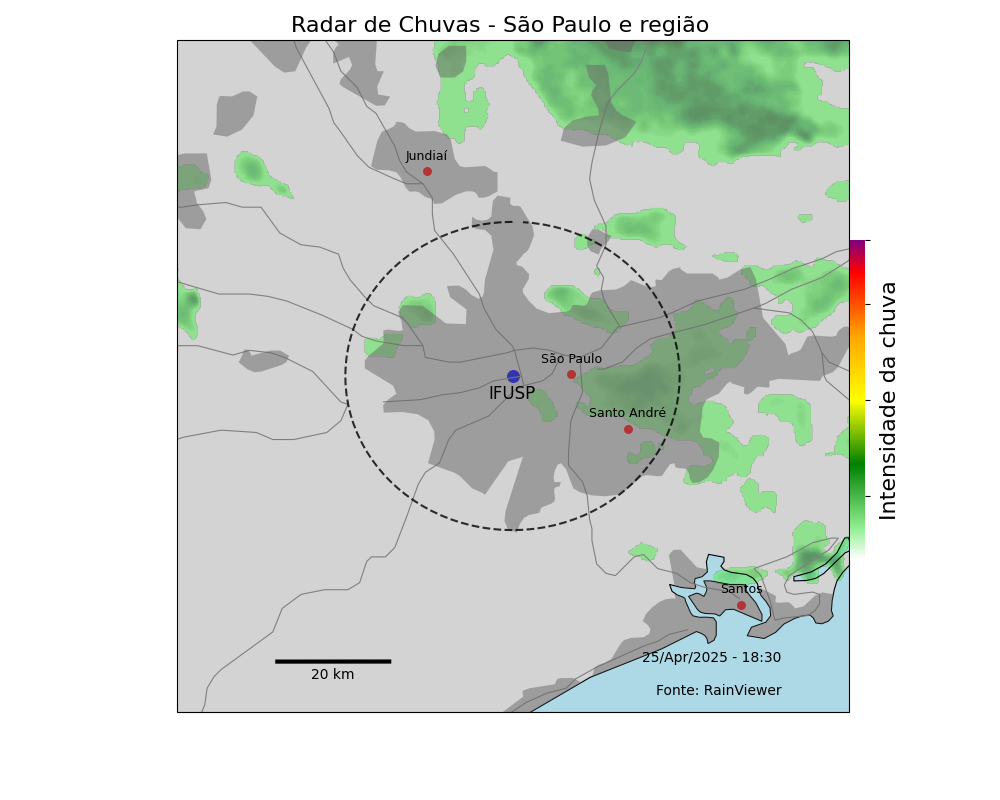 Radar de Chuvas - São Paulo e região
Jundiaí
São Paulo
IFUSP
Santo André
Intensidade da chuva
Santos
25/Apr/2025 - 18:30
20 km
Fonte: RainViewer